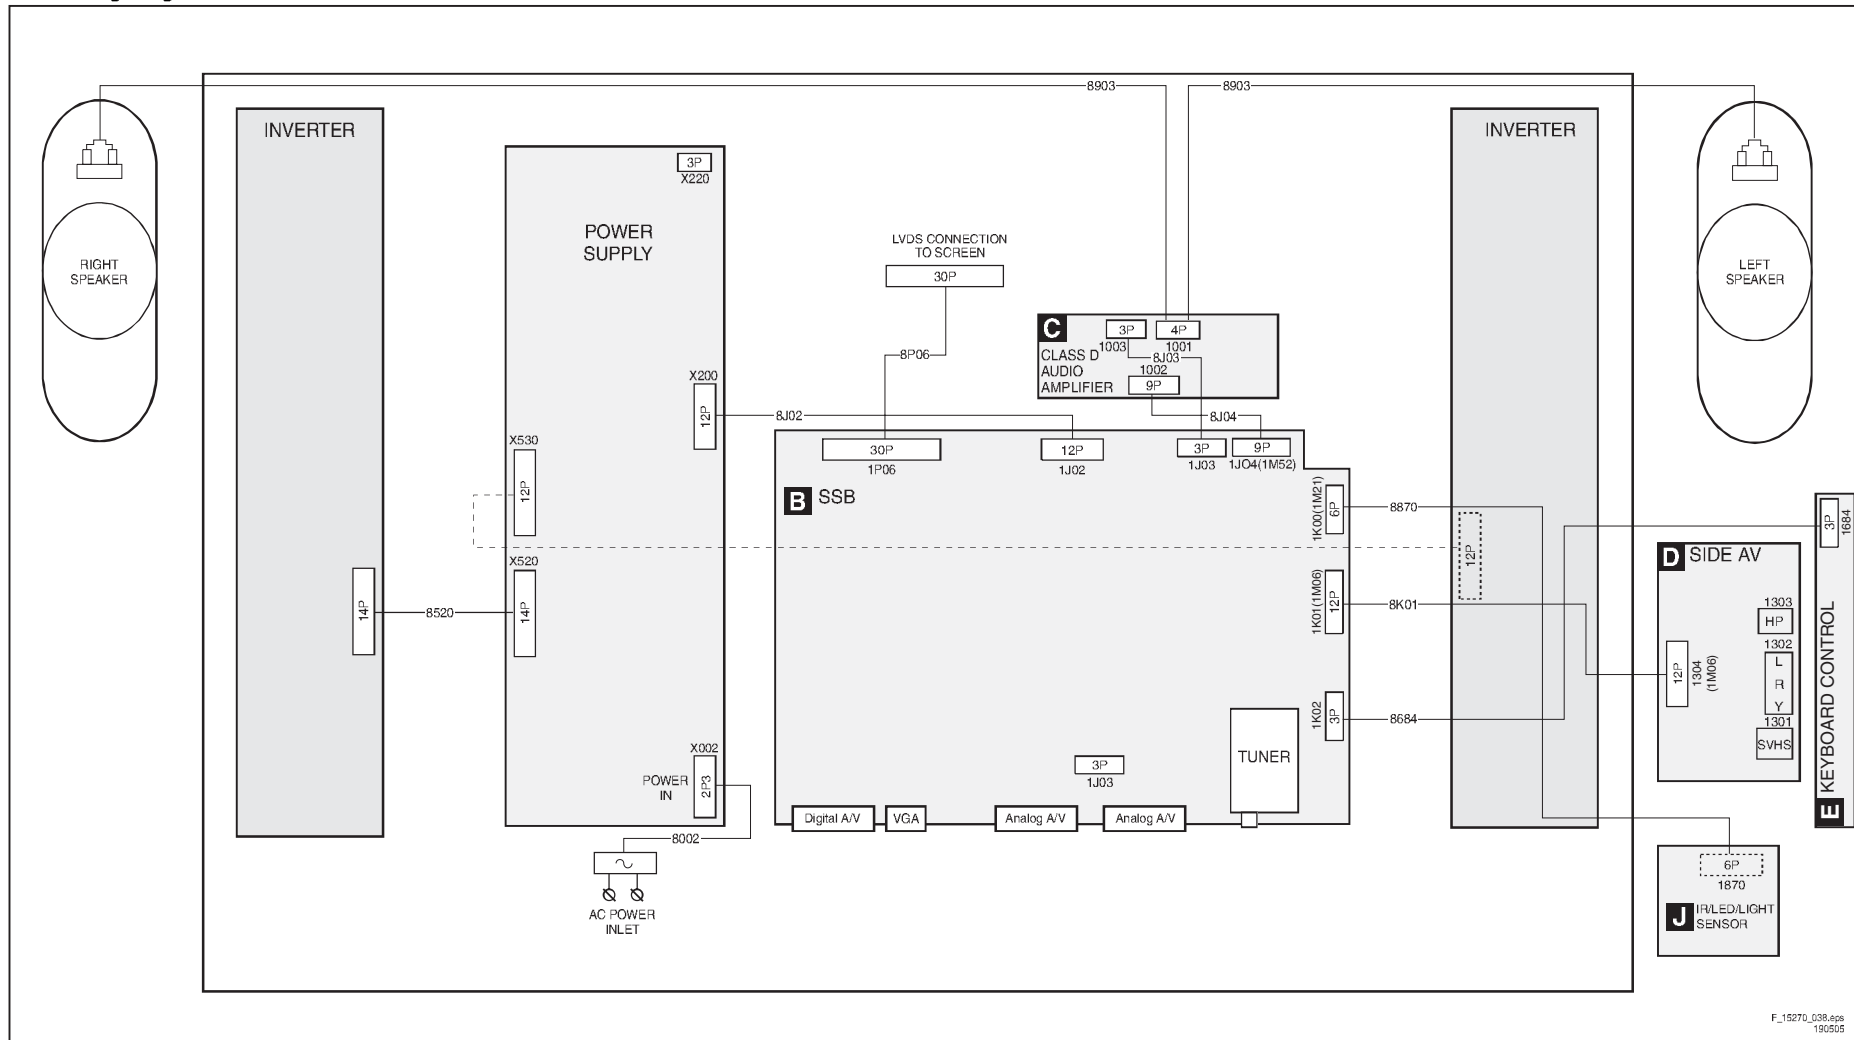 8903
8903
INVERTER
INVERTER
3P
X220
POWER
SUPPLY
RIGHT
SPEAKER
LEFT
SPEAKER
LVDS CONNECTION
TO SCREEN
30P
C
3P
4P
1003
1001
8J03
CLASS D
AUDIO
AMPLIFIER
1002
9P
8P06
X200
12P
8J02
8J04
X530
12P
30P
1P06
12P
1J02
3P
1J03
9P
1JO4(1M52)
B
SSB
1K00(1M21)
6P
8870
12P
3P
1684
X520
14P
14P
8520
1K01(1M06)
12P
8K01
D
SIDE AV
1303
HP
1302
L
R
Y
1301
SVHS
12P
1304
(1M06)
KEYBOARD CONTROL
E
1K02
3P
8684
TUNER
X002
POWER
IN
2P3
3P
1J03
Digital A/V
VGA
Analog A/V
Analog A/V
8002
AC POWER
INLET
6P
1870
J
IR/LED/LIGHT
SENSOR
F_15270_038.eps
190505